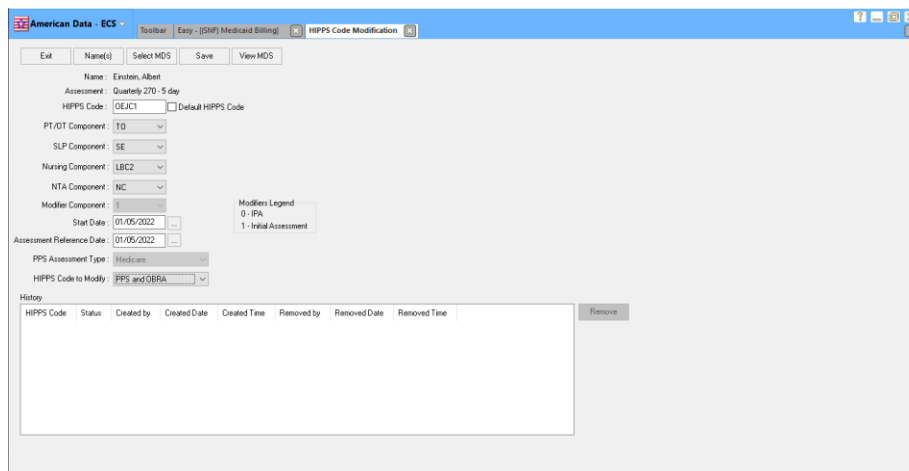 American Data - ECS
Toolbar Easy - [(SNF) Medicaid Billing] HIPPS Code Modification
Exit Name(s) Select MDS Save View MDS
Name : Einstein, Albert
Assessment : Quarterly 270 - 5 day
HIPPS Code : OEJC1 Default HIPPS Code
PT/OT Component : TO
SLP Component : SE
Nursing Component : LBC2
NTA Component : NC
Modifier Component : 1
Modifiers Legend
0 - IPA
1 - Initial Assessment
Start Date : 01/05/2022 ...
Assessment Reference Date : 01/05/2022 ...
PPS Assessment Type : Medicare
HIPPS Code to Modify : PPS and OBRA
History
HIPPS Code Status Created by Created Date Created Time Removed by Removed Date Removed Time
Remove